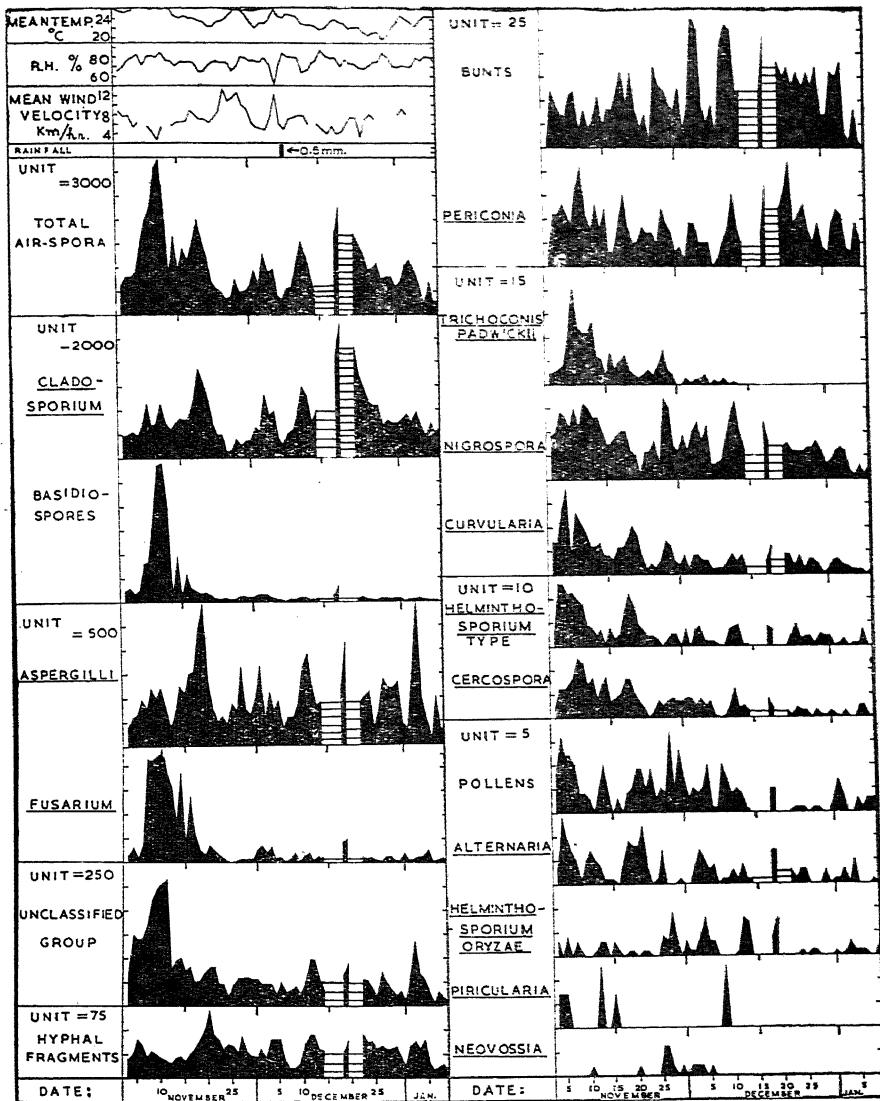 MEAN TEMP. 24
°C 20
R.H. % 80
60
MEAN WIND 12
VELOCITY 8
Km/hr. 4
RAINFALL
←0.5mm.
UNIT
=3000
TOTAL
AIR-SPORA
UNIT
-2000
CLADO-
SPORIUM
BASIDIO-
SPORES
UNIT
= 500
ASPERGILLI
FUSARIUM
UNIT =250
UNCLASSIFIED
GROUP
UNIT =75
HYPHAL
FRAGMENTS
DATE:
10 NOVEMBER 25 5 DECEMBER 25 JAN.
UNIT= 25
BUNTS
PERICONIA
UNIT =15
TRICHOCONIS
PADWICKII
NIGROSPORA
CURVULARIA
UNIT=10
HELMINTHO-
SPORIUM
TYPE
CERCOSPORA
UNIT = 5
POLLENS
ALTERNARIA
HELMINTHO-
SPORIUM
ORYZAE
PIRICULARIA
NEOVOSSIA
DATE:
5 10 15 20 25 5 10 15 20 25 5
NOVEMBER DECEMBER JAN.